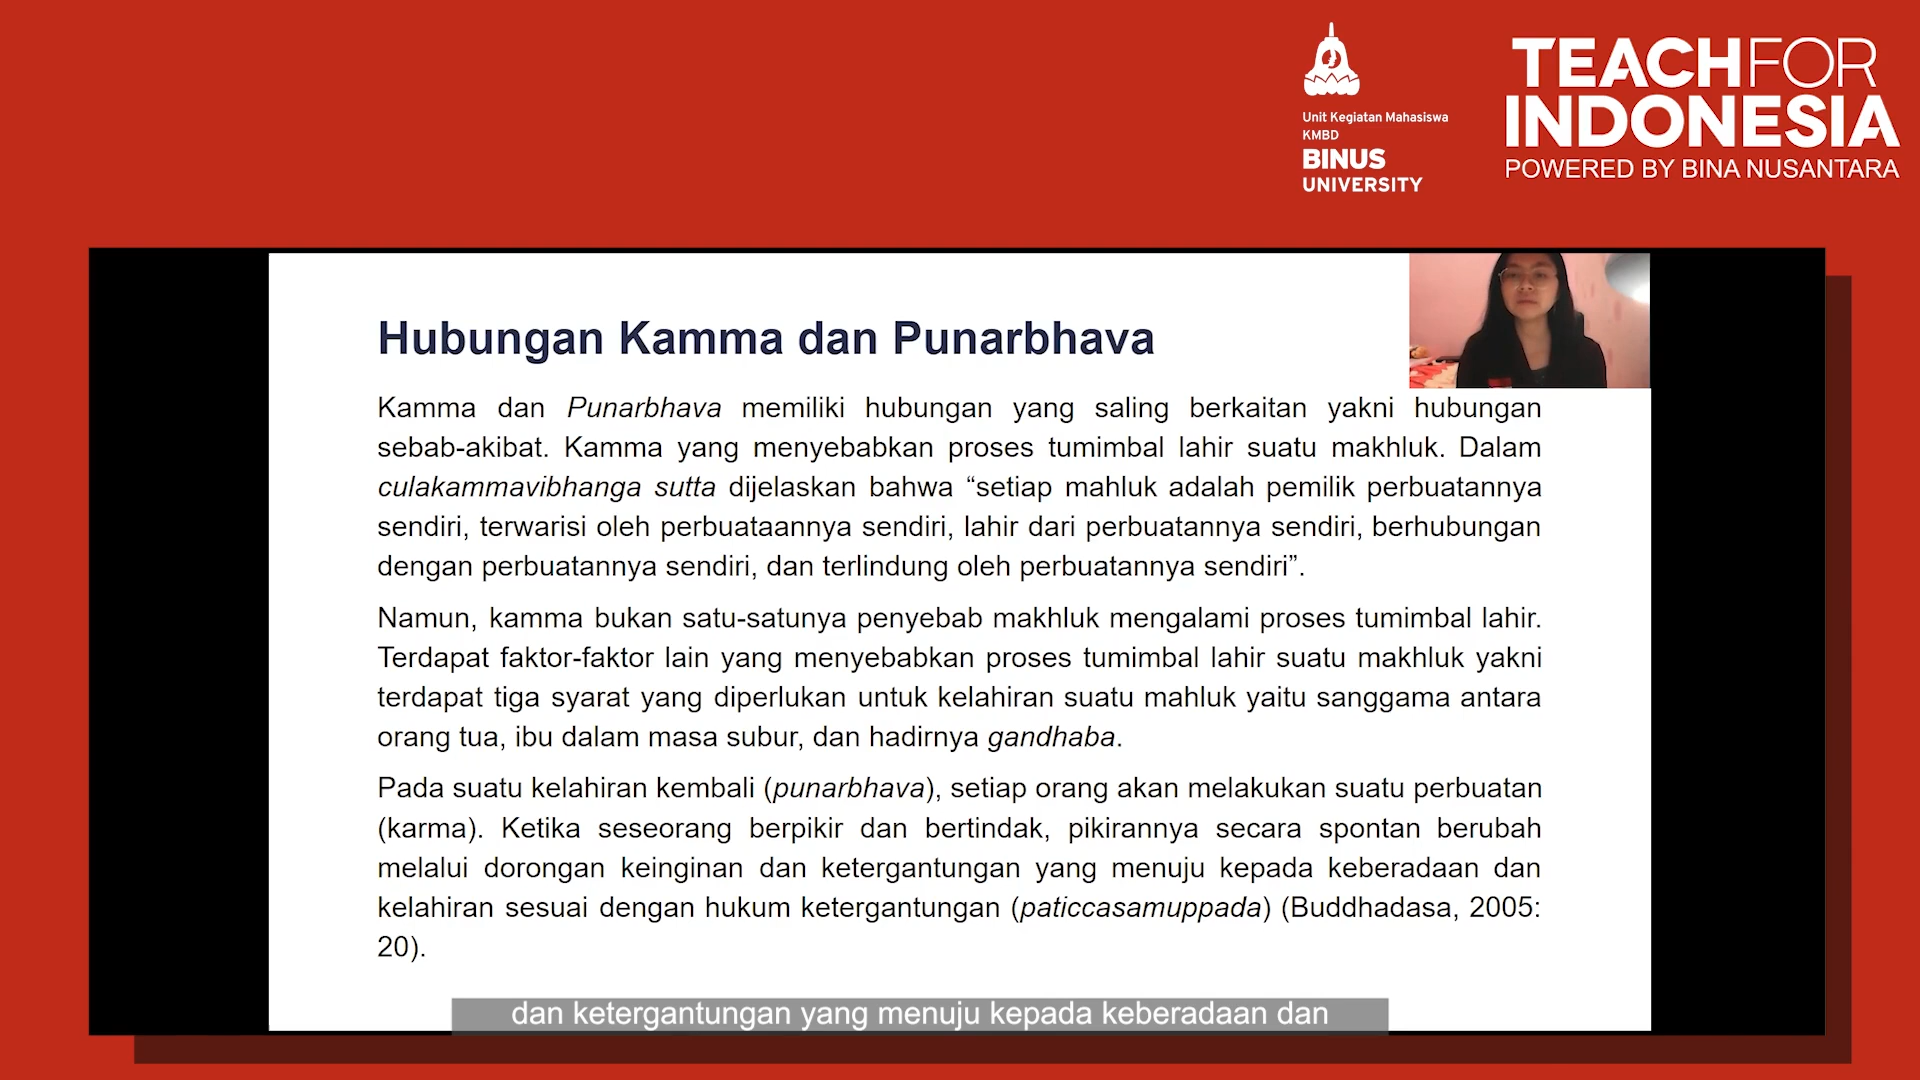 Unit Kegiatan Mahasiswa
KMBD
BINUS
UNIVERSITY
TEACHFOR
INDONESIA
POWERED BY BINA NUSANTARA
Hubungan Kamma dan Punarbhava
Kamma dan Punarbhava memiliki hubungan yang saling berkaitan yakni hubungan
sebab-akibat. Kamma yang menyebabkan proses tumimbal lahir suatu makhluk. Dalam
culakammavibhanga sutta dijelaskan bahwa “setiap mahluk adalah pemilik perbuatannya
sendiri, terwarisi oleh perbuataannya sendiri, lahir dari perbuatannya sendiri, berhubungan
dengan perbuatannya sendiri, dan terlindung oleh perbuatannya sendiri”.
Namun, kamma bukan satu-satunya penyebab makhluk mengalami proses tumimbal lahir.
Terdapat faktor-faktor lain yang menyebabkan proses tumimbal lahir suatu makhluk yakni
terdapat tiga syarat yang diperlukan untuk kelahiran suatu mahluk yaitu sanggama antara
orang tua, ibu dalam masa subur, dan hadirnya gandhaba.
Pada suatu kelahiran kembali (punarbhava), setiap orang akan melakukan suatu perbuatan
(karma). Ketika seseorang berpikir dan bertindak, pikirannya secara spontan berubah
melalui dorongan keinginan dan ketergantungan yang menuju kepada keberadaan dan
kelahiran sesuai dengan hukum ketergantungan (paticcasamuppada) (Buddhadasa, 2005:
20).
dan ketergantungan yang menuju kepada keberadaan dan